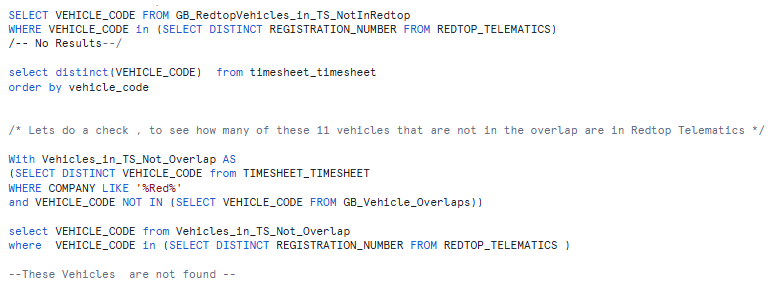 SELECT VEHICLE_CODE FROM GB_RedtopVehicles_in_TS_NotInRedtop
WHERE VEHICLE_CODE in (SELECT DISTINCT REGISTRATION_NUMBER FROM REDTOP_TELEMATICS)
/-- No Results--/
select distinct(VEHICLE_CODE)  from timesheet_timesheet
order by vehicle_code
/* Lets do a check , to see how many of these 11 vehicles that are not in the overlap are in Redtop Telematics */
With Vehicles_in_TS_Not_Overlap AS
(SELECT DISTINCT VEHICLE_CODE from TIMESHEET_TIMESHEET
WHERE COMPANY LIKE '%Red%'
and VEHICLE_CODE NOT IN (SELECT VEHICLE_CODE FROM GB_Vehicle_Overlaps))
select VEHICLE_CODE from Vehicles_in_TS_Not_Overlap
where  VEHICLE_CODE in (SELECT DISTINCT REGISTRATION_NUMBER FROM REDTOP_TELEMATICS )
--These Vehicles  are not found --